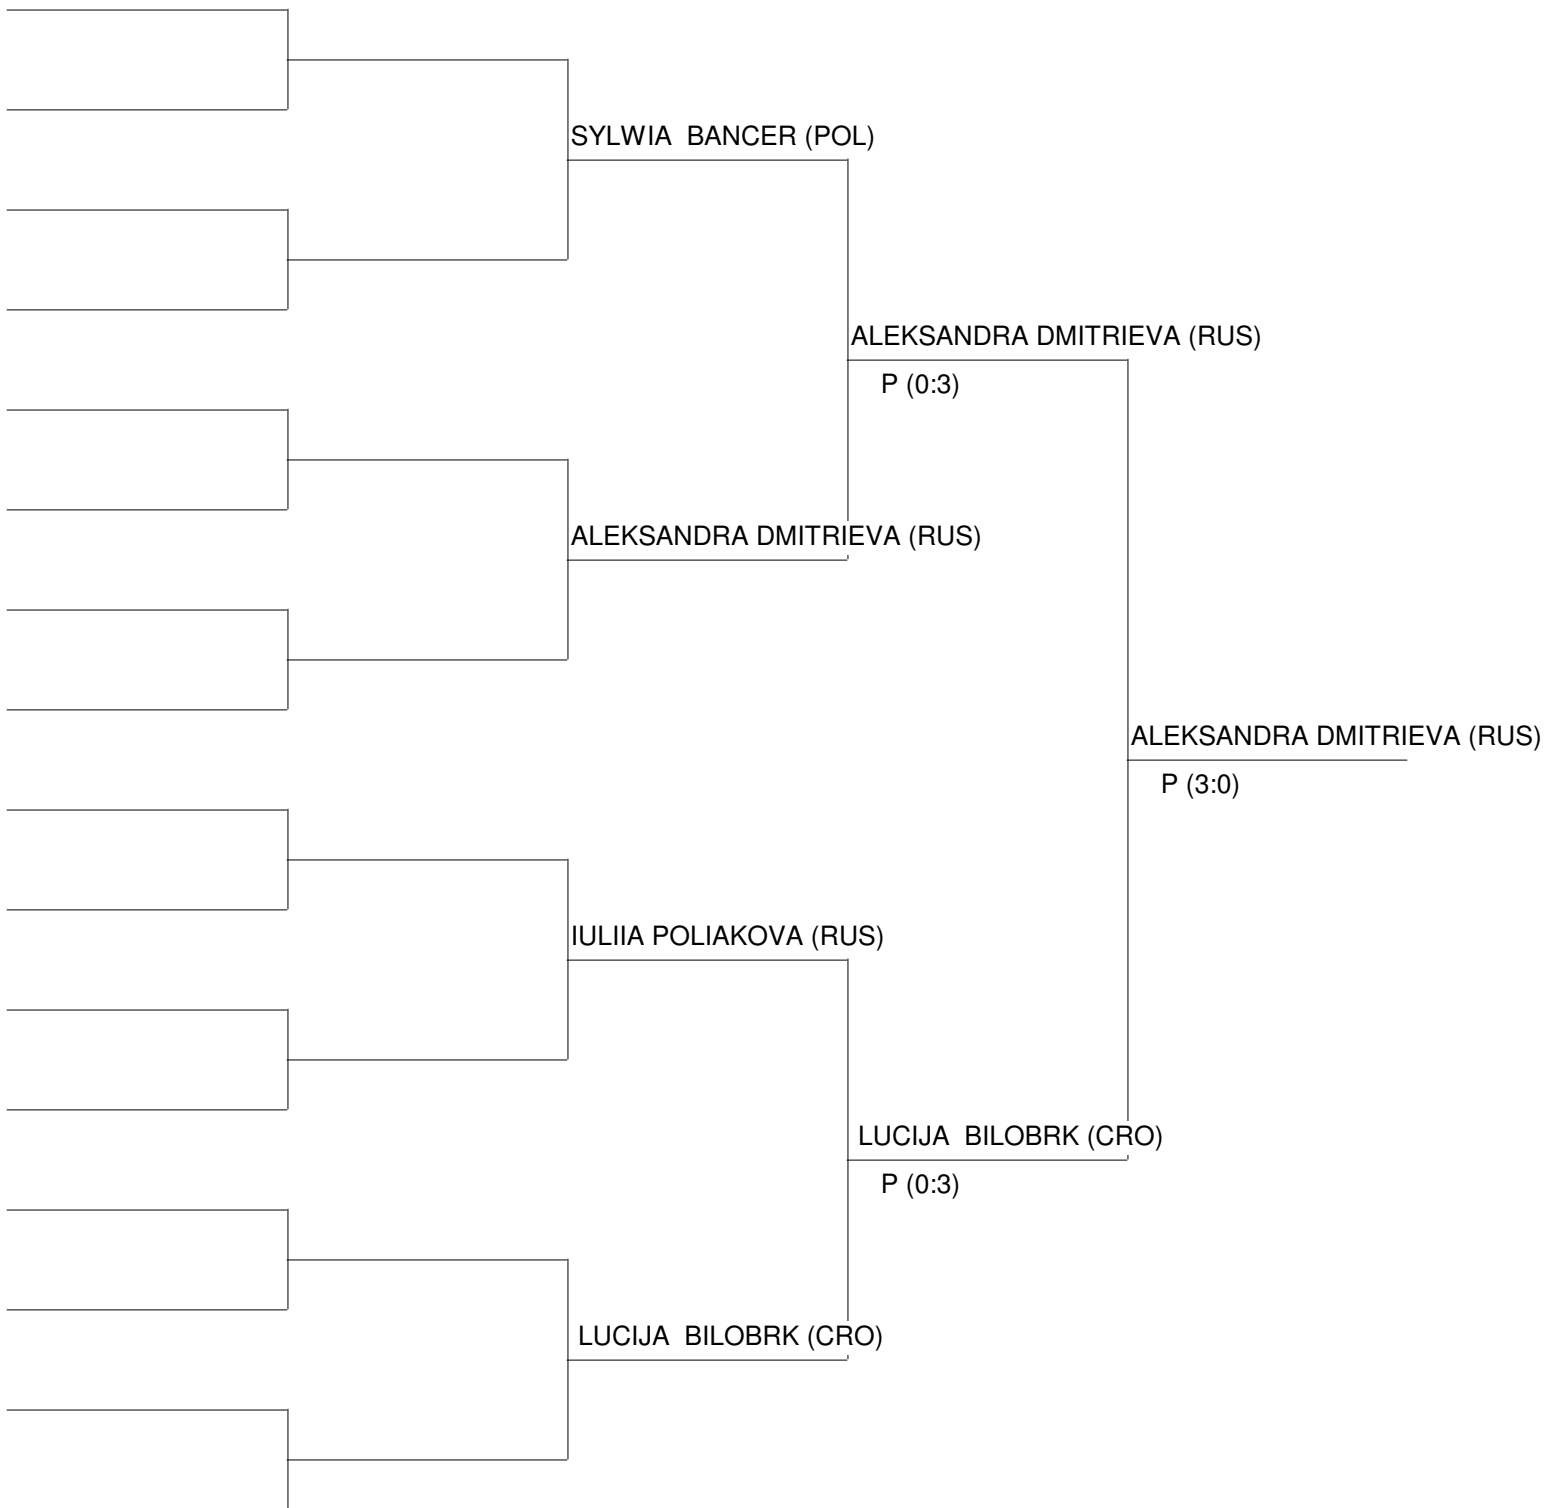 SYLWIA  BANCER (POL)
ALEKSANDRA DMITRIEVA (RUS)
P (0:3)
ALEKSANDRA DMITRIEVA (RUS)
ALEKSANDRA DMITRIEVA (RUS)
P (3:0)
IULIIA POLIAKOVA (RUS)
LUCIJA  BILOBRK (CRO)
P (0:3)
LUCIJA  BILOBRK (CRO)